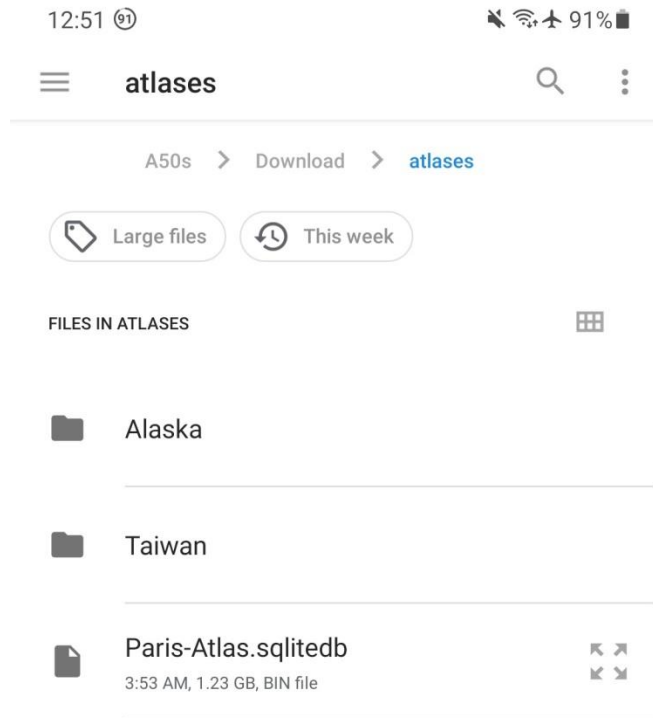 12:51 91 91%
atlases
A50s > Download > atlases
Large files This week
FILES IN ATLASES
Alaska
Taiwan
Paris-Atlas.sqlitedb
3:53 AM, 1.23 GB, BIN file